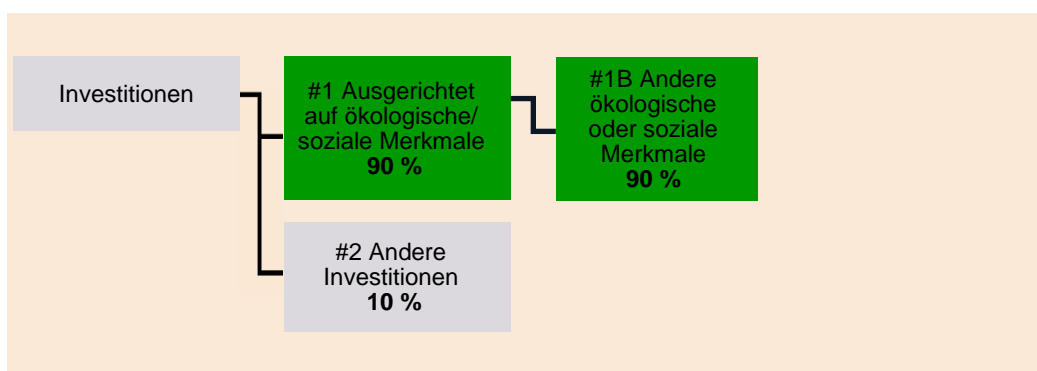 Investitionen
#1 Ausgerichtet
auf ökologische/
soziale Merkmale
90 %
#1B Andere
ökologische
oder soziale
Merkmale
90 %
#2 Andere
Investitionen
10 %